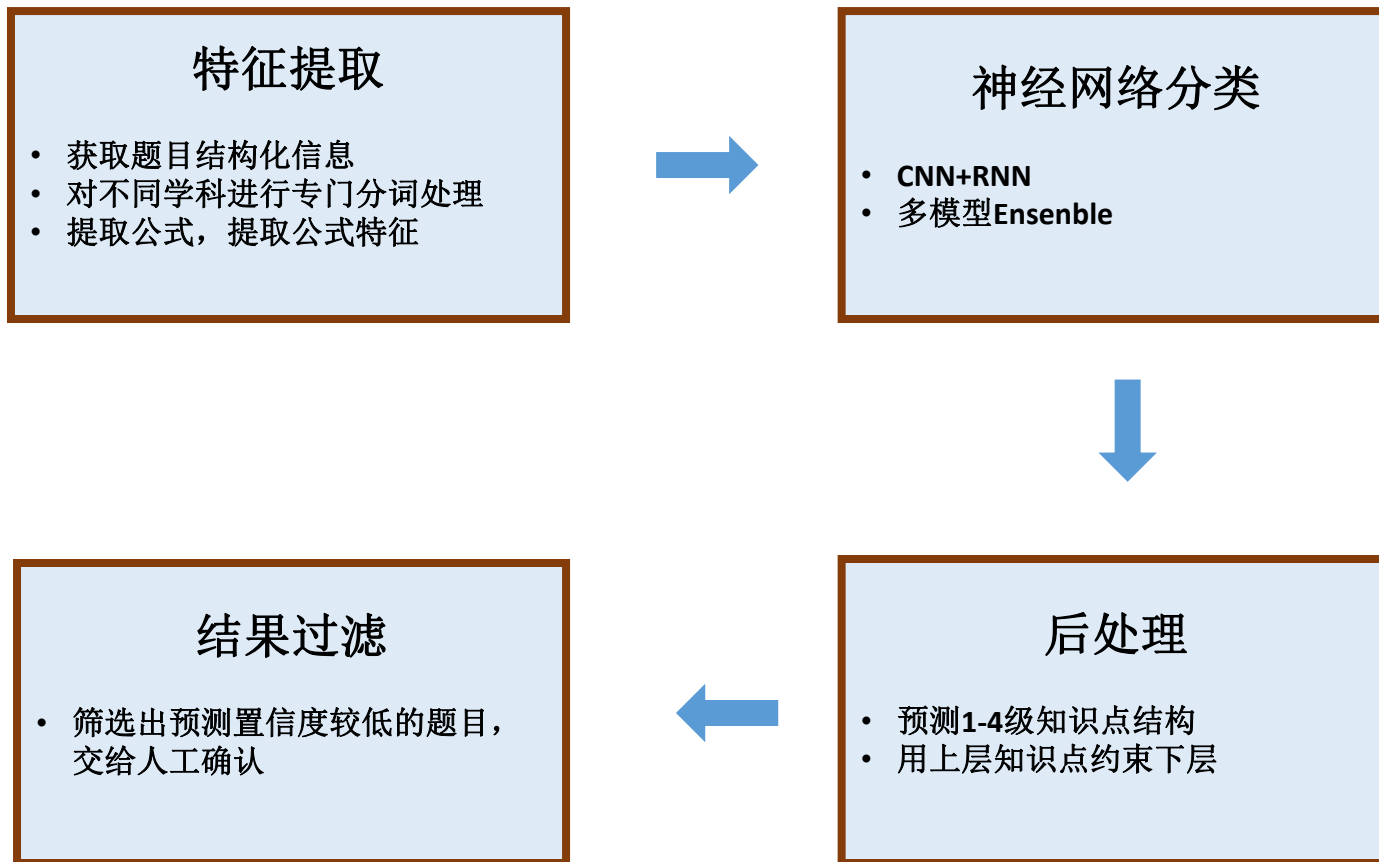 特征提取
• 获取题目结构化信息
• 对不同学科进行专门分词处理
• 提取公式，提取公式特征
神经网络分类
• CNN+RNN
• 多模型Ensenble
后处理
• 预测1-4级知识点结构
• 用上层知识点约束下层
结果过滤
• 筛选出预测置信度较低的题目，
交给人工确认